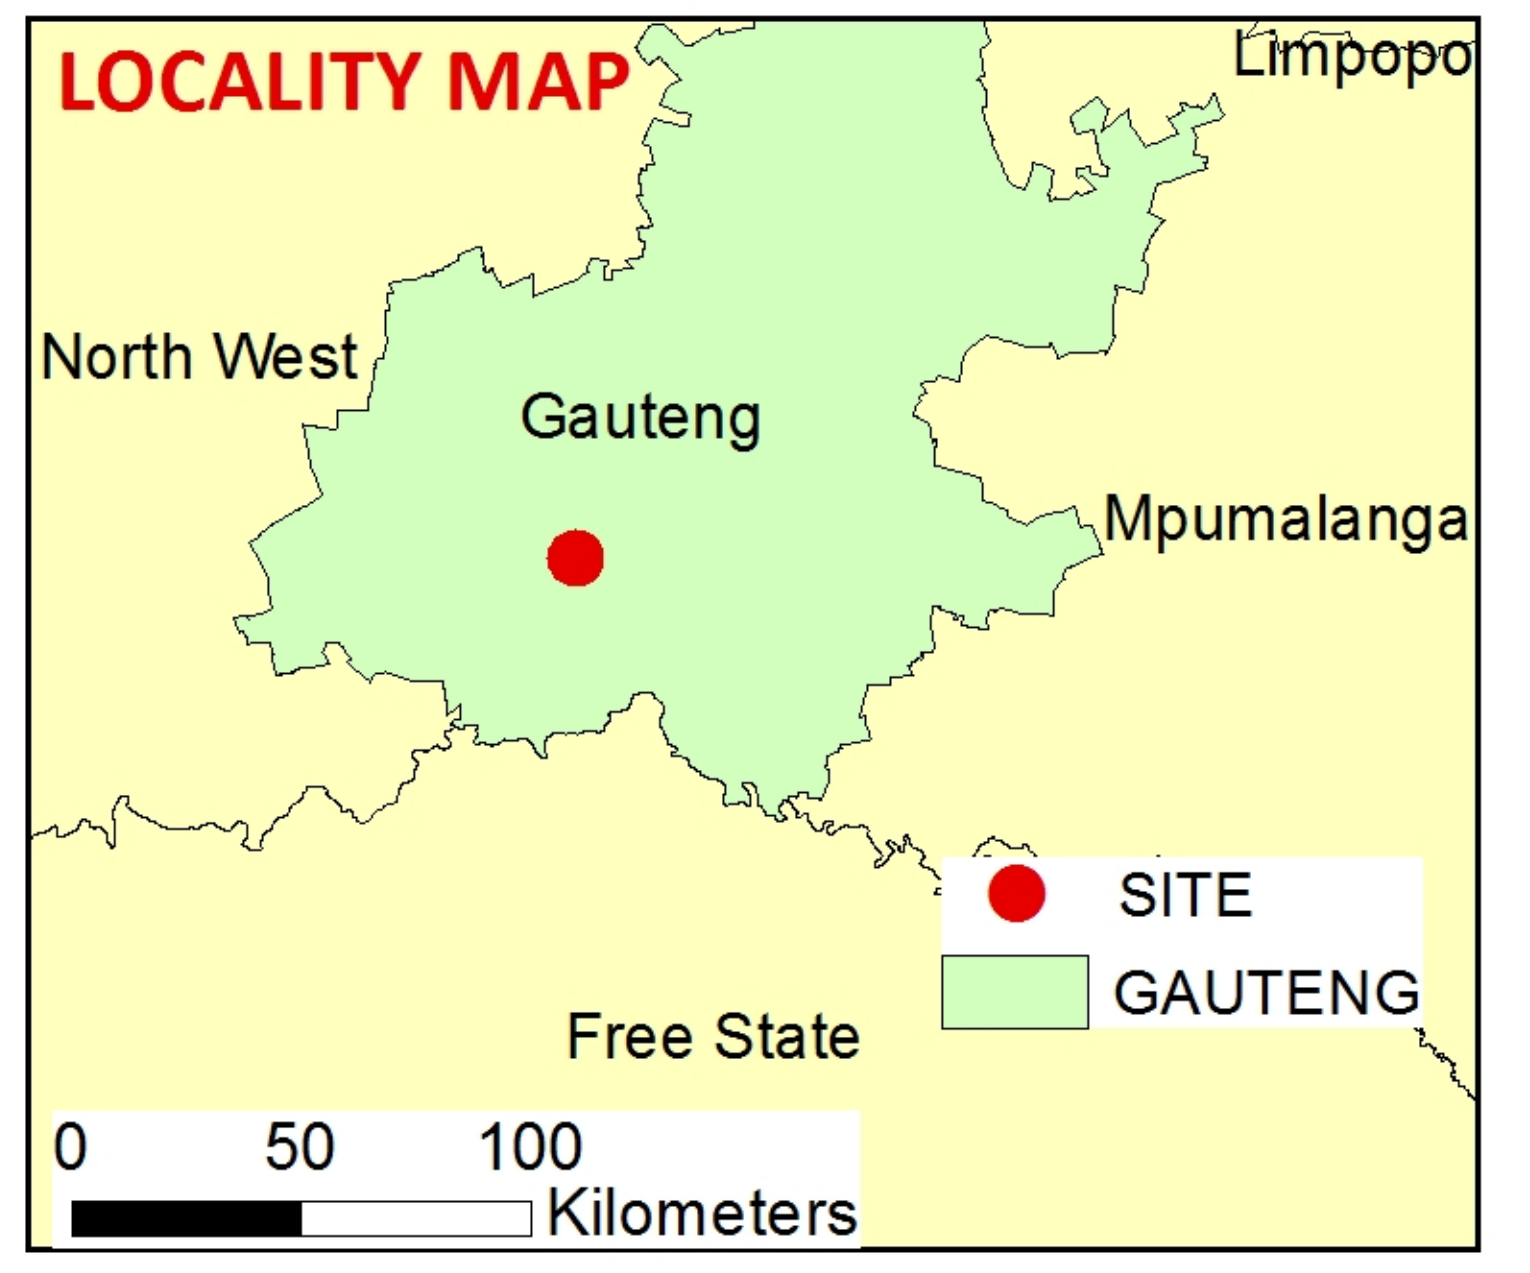 LOCALITY MAP
Limpopo
North West
Gauteng
Mpumalanga
SITE
GAUTENG
Free State
0 50 100
Kilometers